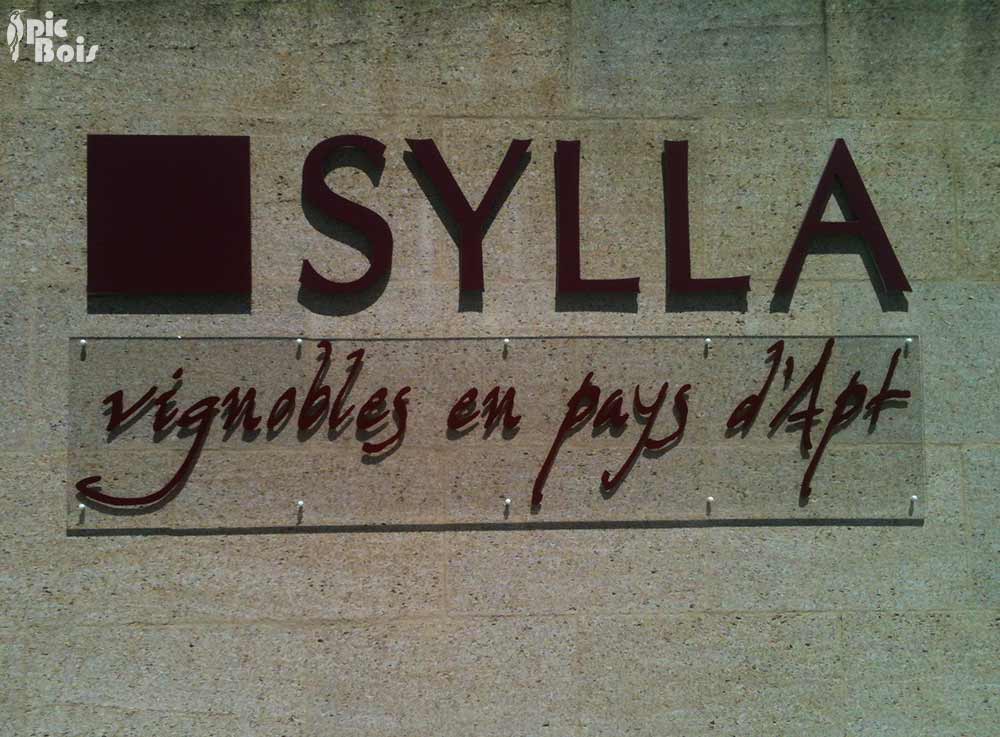 pic
Bois
SYLLA
vignobles en pays d'Apt